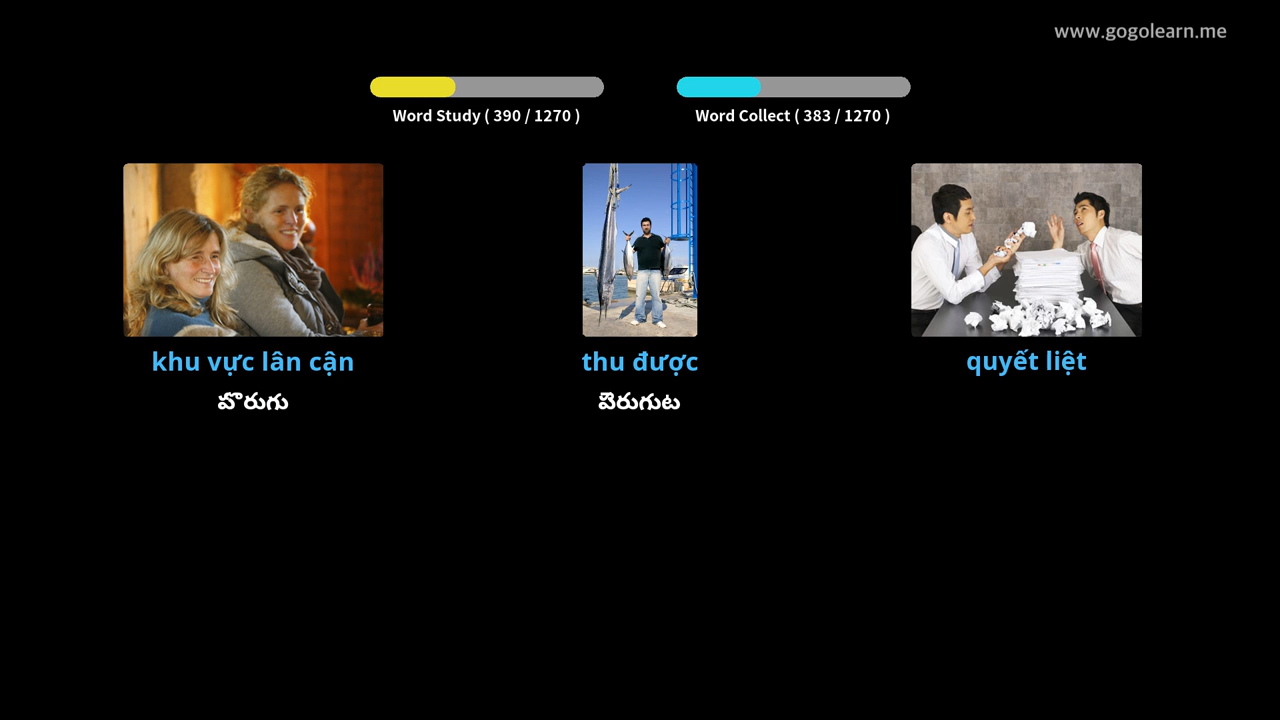 www.gogolearn.me
Word Study ( 390 / 1270 )
Word Collect ( 383 / 1270 )
khu vực lân cận
thu được
quyết liệt
పొరుగు
పెరుగుట